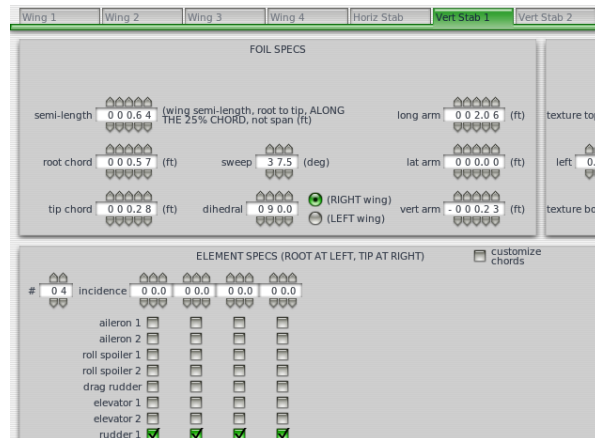 Wing 1 Wing 2 Wing 3 Wing 4 Horiz Stab Vert Stab 1 Vert Stab 2
FOIL SPECS
semi-length 0 0 0.6 4 (wing semi-length, root to tip, ALONG
THE 25% CHORD, not span (ft)
long arm 0 0 2.0 6 (ft) texture top
root chord 0 0 0.5 7 (ft) sweep 3 7.5 (deg) lat arm 0 0 0.0 0 (ft) left 0.
tip chord 0 0 0.2 8 (ft) dihedral 0 9 0.0 (RIGHT wing)
(LEFT wing)
vert arm - 0 0 0.2 3 (ft) texture bo
ELEMENT SPECS (ROOT AT LEFT, TIP AT RIGHT) customize
chords
# 0 4 incidence 0 0.0 0 0.0 0 0.0 0 0.0
aileron 1
aileron 2
roll spoiler 1
roll spoiler 2
drag rudder
elevator 1
elevator 2
rudder 1